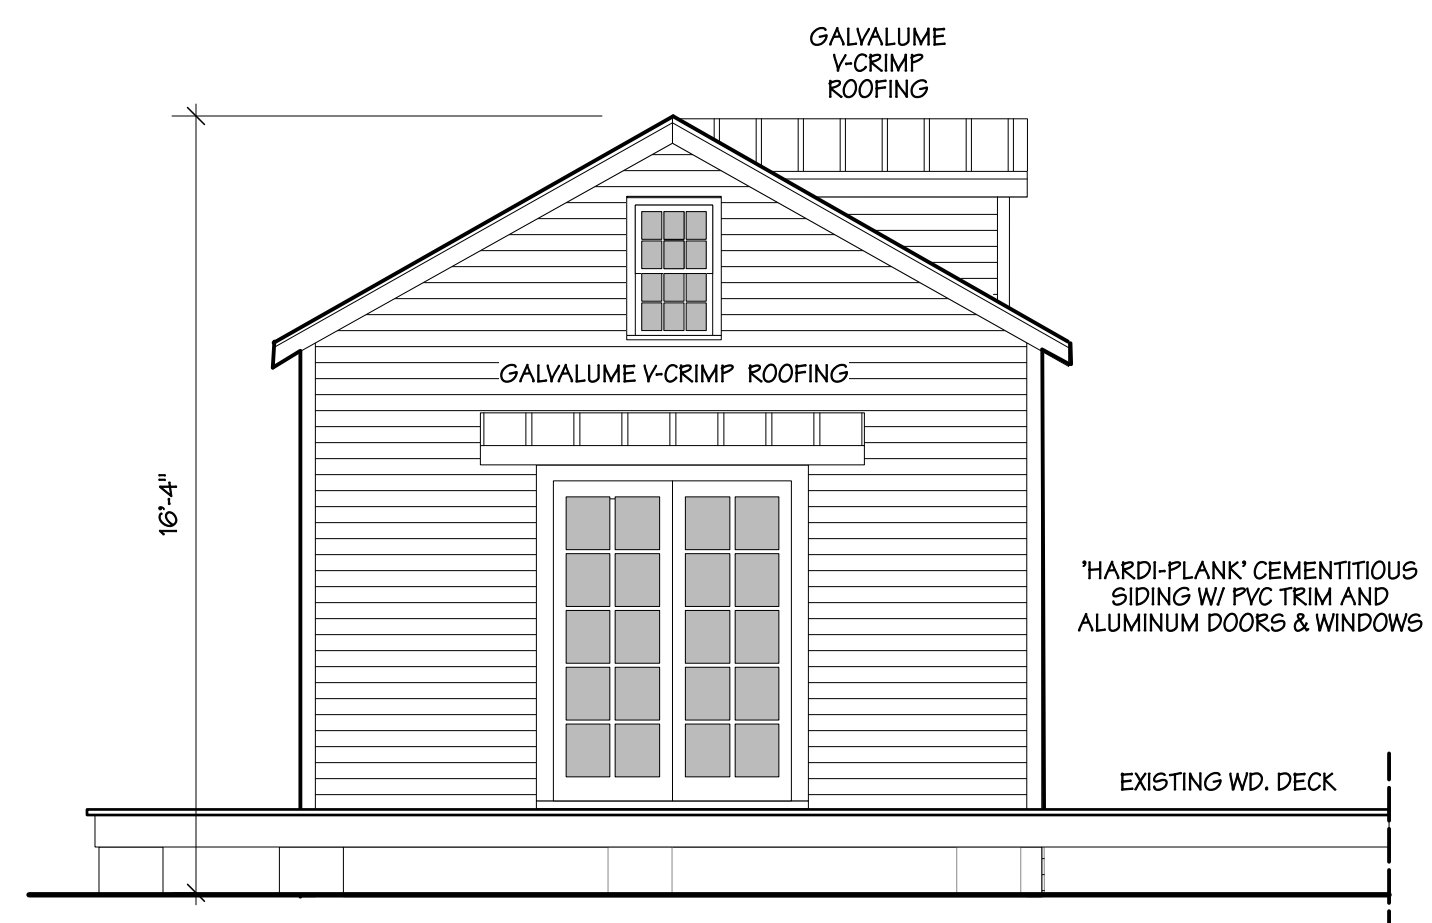 GALVALUME
V-CRIMP
ROOFING
GALVALUME V-CRIMP ROOFING
16'-4"
'HARDI-PLANK' CEMENTITIOUS
SIDING W/ PVC TRIM AND
ALUMINUM DOORS & WINDOWS
EXISTING WD. DECK